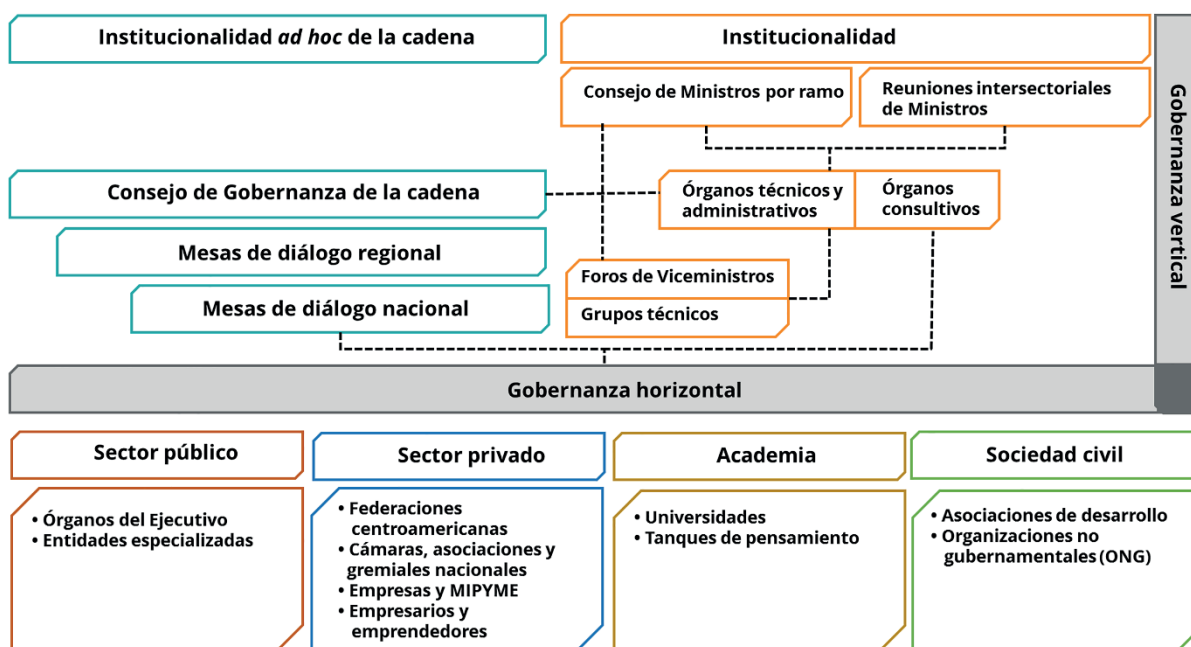 Institucionalidad ad hoc de la cadena
Institucionalidad
Consejo de Ministros por ramo
Reuniones intersectoriales
de Ministros
Gobernanza vertical
Consejo de Gobernanza de la cadena
Órganos técnicos y
administrativos
Órganos
consultivos
Mesas de diálogo regional
Foros de Viceministros
Mesas de diálogo nacional
Grupos técnicos
Gobernanza horizontal
Sector público
• Órganos del Ejecutivo
• Entidades especializadas
Sector privado
• Federaciones
centroamericanas
• Cámaras, asociaciones y
gremiales nacionales
• Empresas y MIPYME
• Empresarios y
emprendedores
Academia
• Universidades
• Tanques de pensamiento
Sociedad civil
• Asociaciones de desarrollo
• Organizaciones no
gubernamentales (ONG)